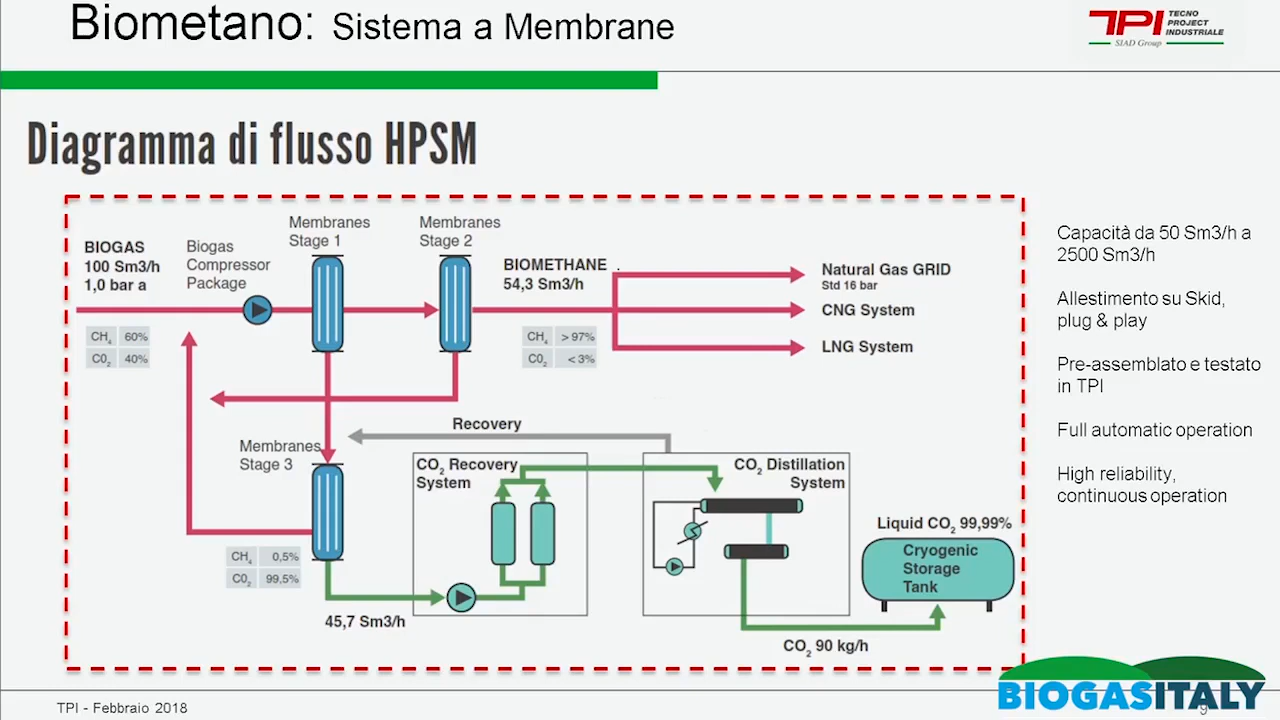 Biometano: Sistema a Membrane
TPI
TECNO
PROJECT
INDUSTRIALE
SIAD Group
Diagramma di flusso HPSM
BIOGAS
100 Sm3/h
1,0 bar a
Biogas
Compressor
Package
Membranes
Stage 1
Membranes
Stage 2
BIOMETHANE
54,3 Sm3/h
Natural Gas GRID
Std 16 bar
CNG System
LNG System
CH4 60%
CO2 40%
CH4 > 97%
CO2 < 3%
Recovery
Membranes
Stage 3
CO2 Recovery
System
CO2 Distillation
System
CH4 0,5%
CO2 99,5%
45,7 Sm3/h
Liquid CO2 99,99%
Cryogenic
Storage
Tank
CO2 90 kg/h
Capacità da 50 Sm3/h a
2500 Sm3/h
Allestimento su Skid,
plug & play
Pre-assemblato e testato
in TPI
Full automatic operation
High reliability,
continuous operation
TPI - Febbraio 2018
BIOGASITALY
9